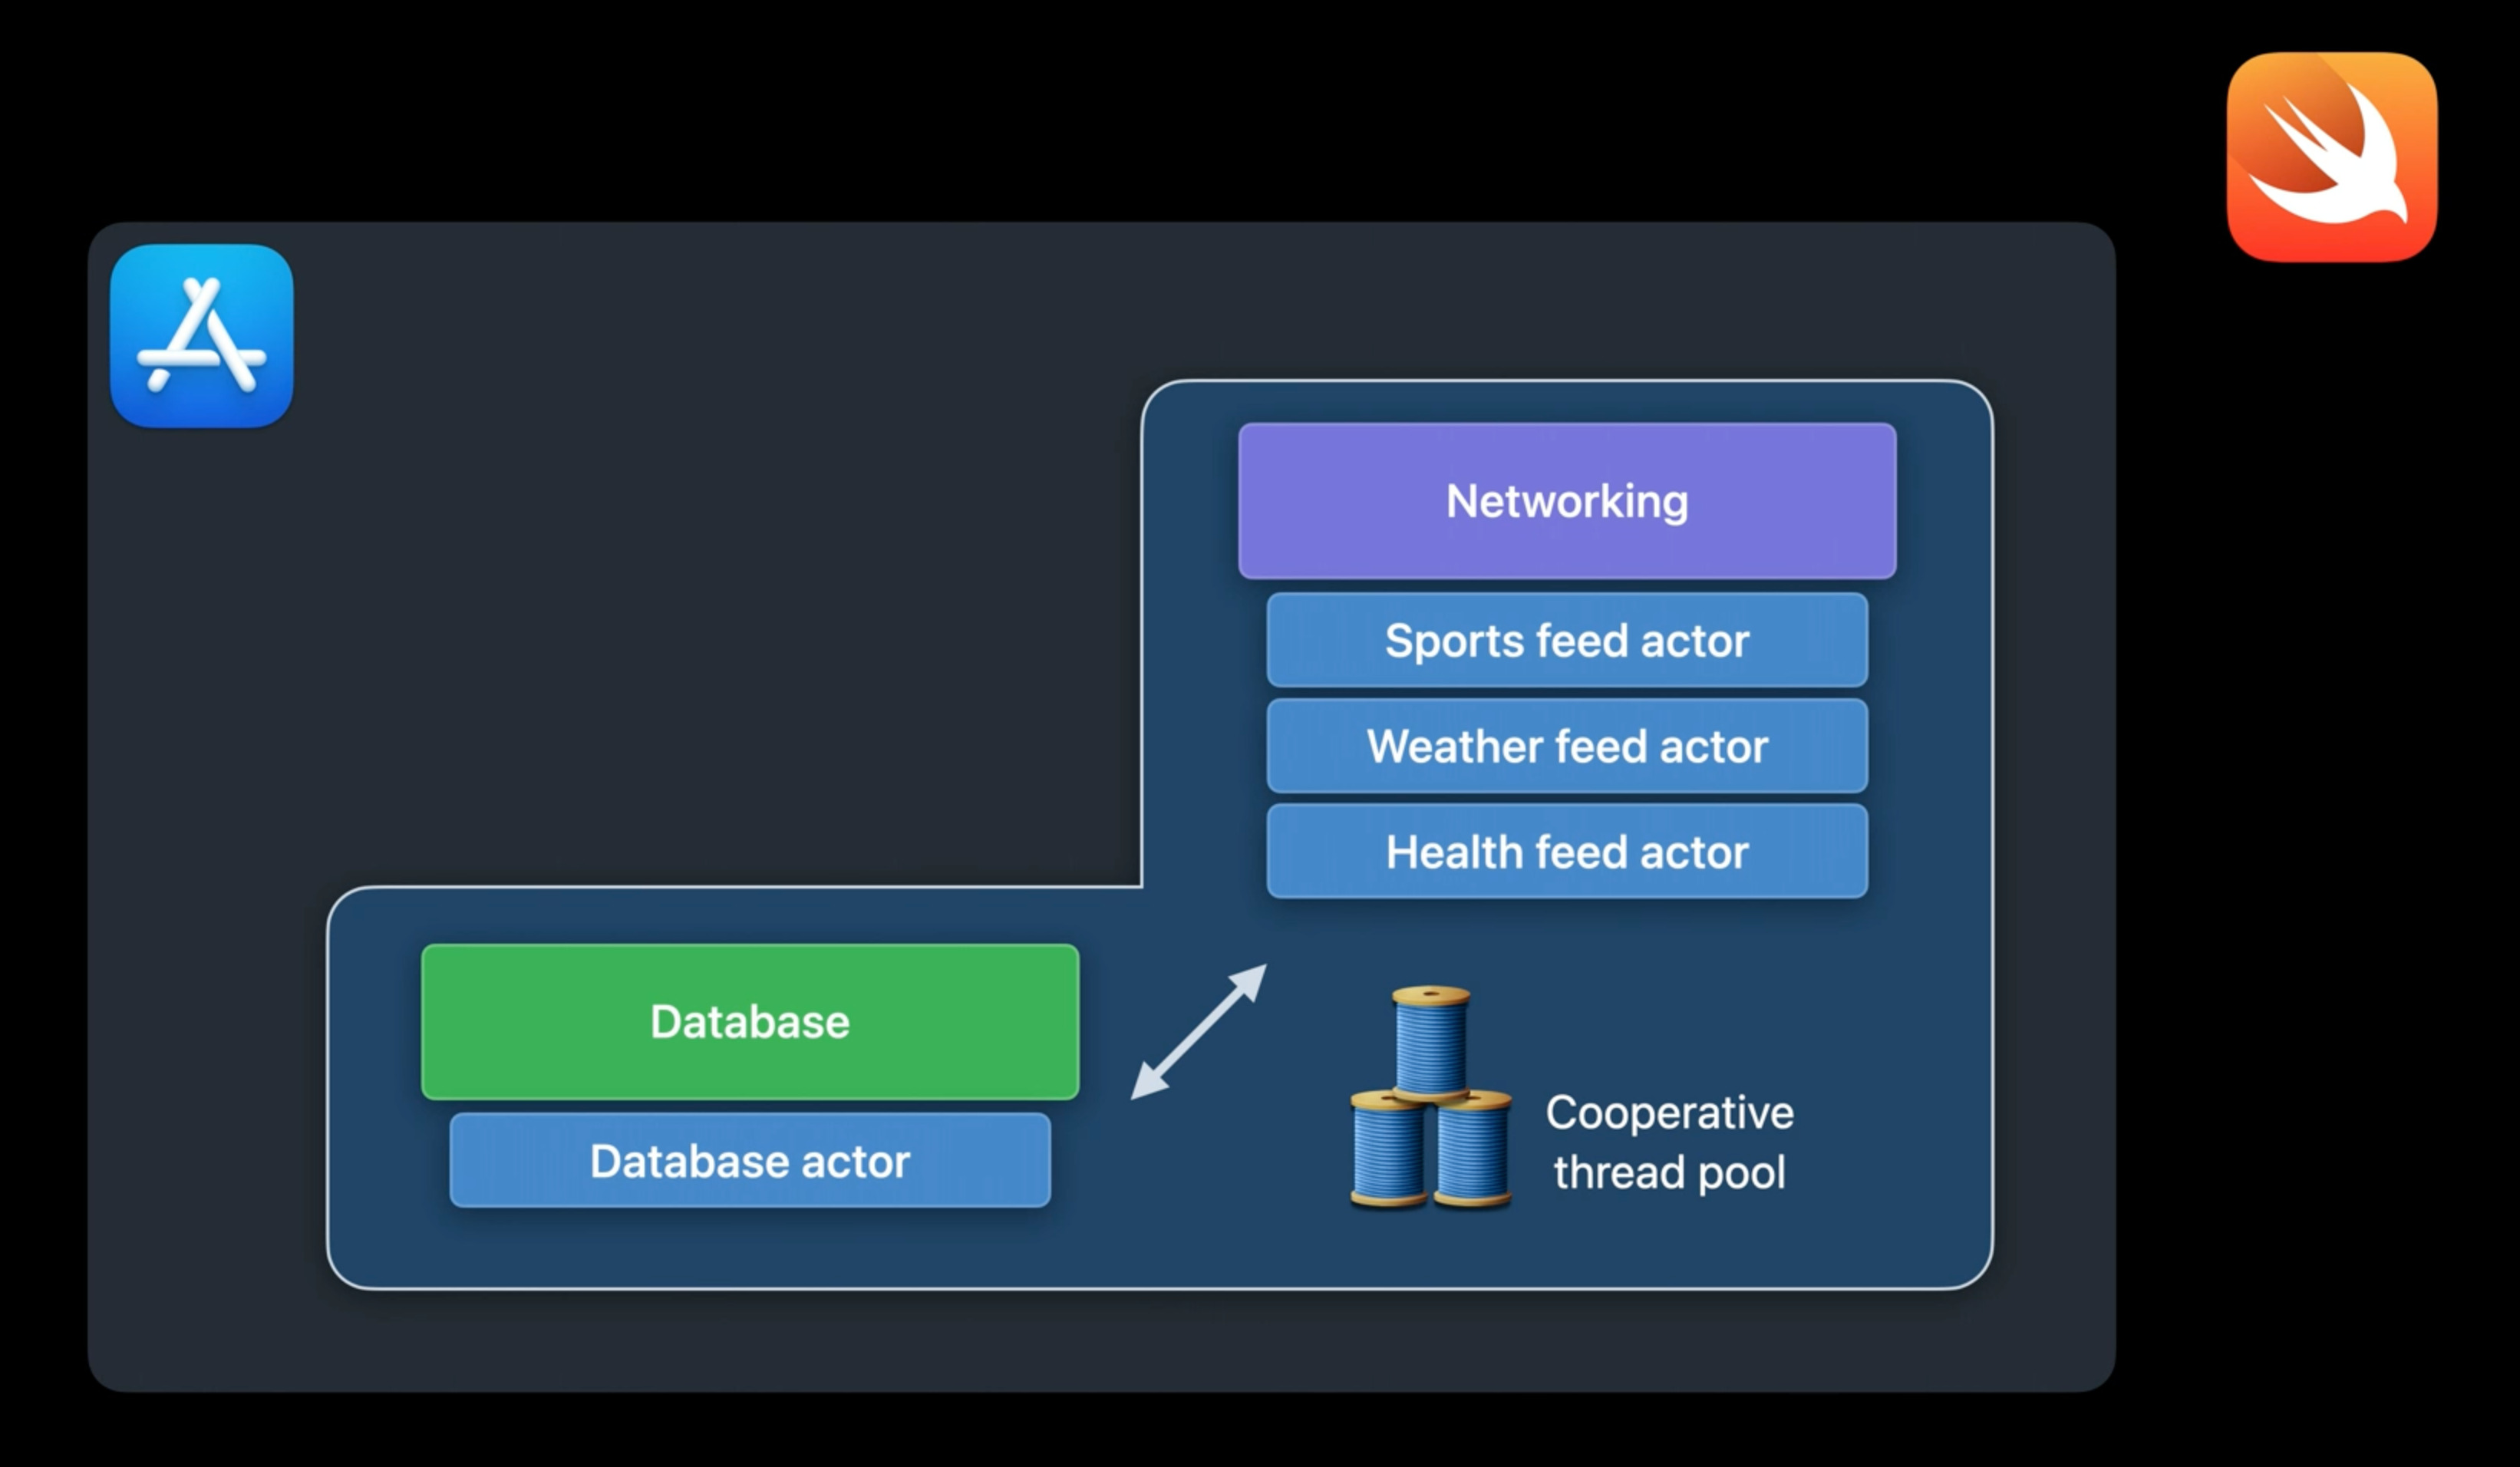 Networking
Sports feed actor
Weather feed actor
Health feed actor
Database
Database actor
Cooperative
thread pool